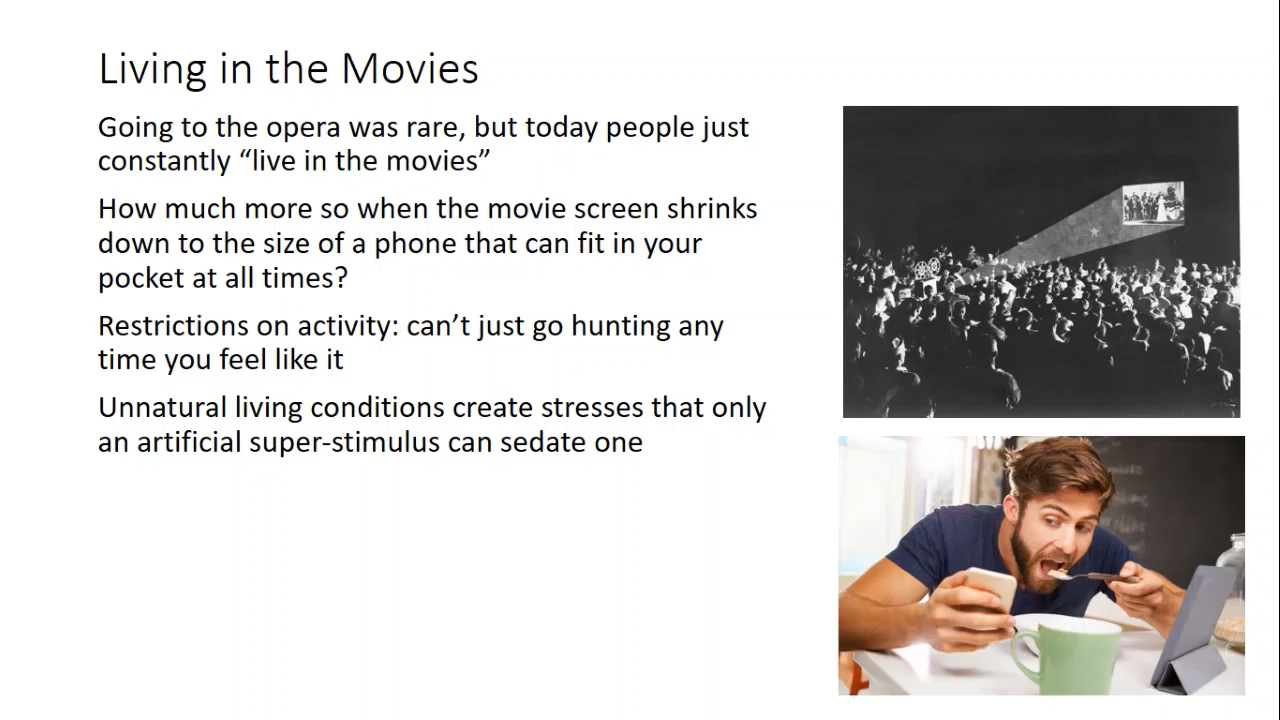 Living in the Movies
Going to the opera was rare, but today people just
constantly “live in the movies”
How much more so when the movie screen shrinks
down to the size of a phone that can fit in your
pocket at all times?
Restrictions on activity: can’t just go hunting any
time you feel like it
Unnatural living conditions create stresses that only
an artificial super-stimulus can sedate one